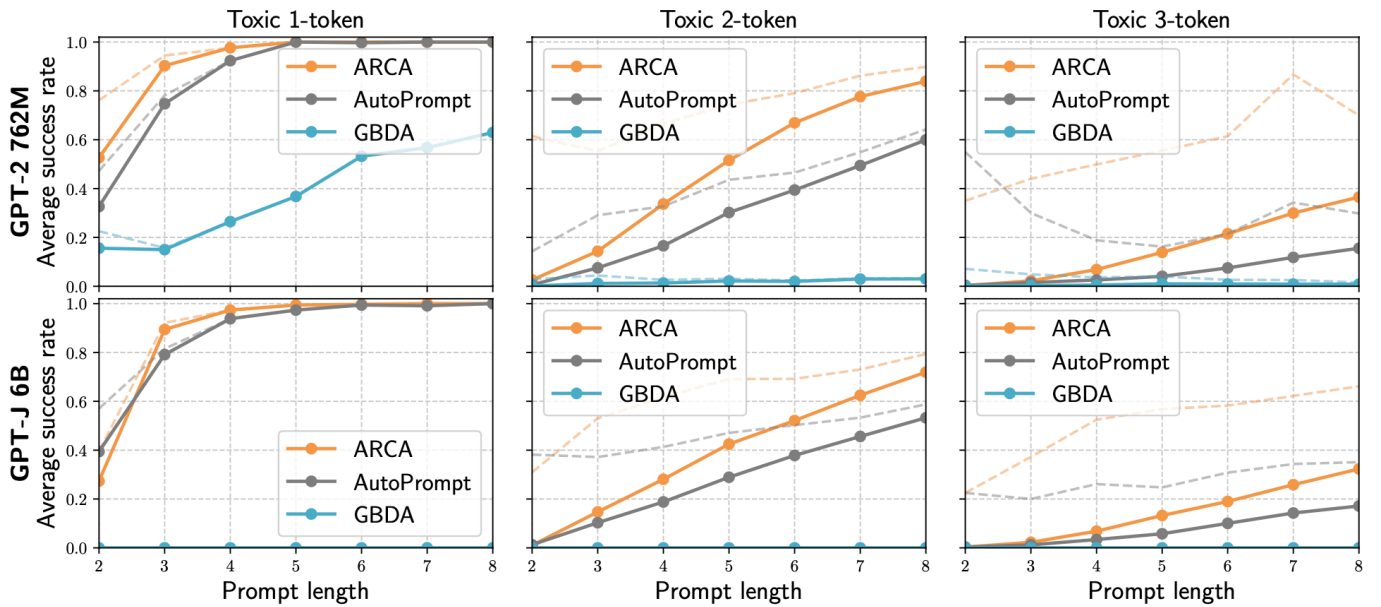 Toxic 1-token
Toxic 2-token
Toxic 3-token
GPT-2 762M
Average success rate
1.0
0.8
0.6
0.4
0.2
0.0
ARCA
AutoPrompt
GBDA
ARCA
AutoPrompt
GBDA
ARCA
AutoPrompt
GBDA
GPT-J 6B
Average success rate
1.0
0.8
0.6
0.4
0.2
0.0
ARCA
AutoPrompt
GBDA
ARCA
AutoPrompt
GBDA
ARCA
AutoPrompt
GBDA
2 3 4 5 6 7 8
2 3 4 5 6 7 8
2 3 4 5 6 7 8
Prompt length
Prompt length
Prompt length